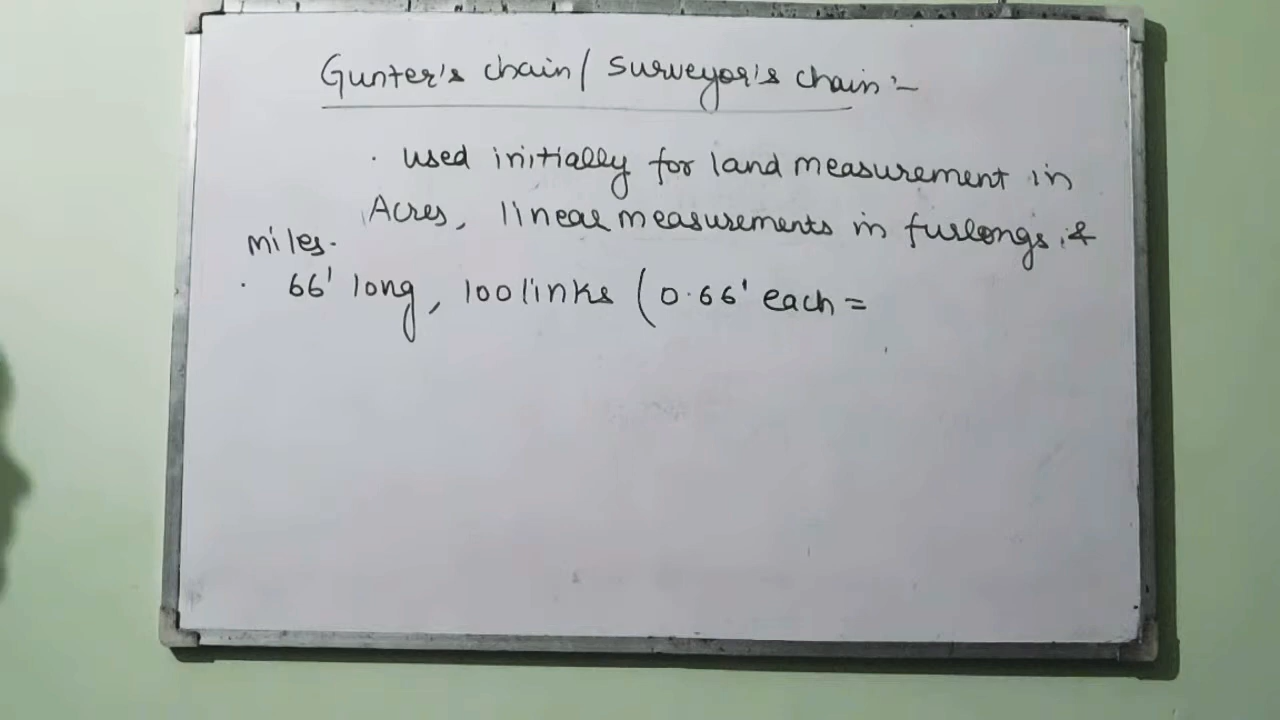 Gunter's chain / Surveyor's chain :-
· used initially for land measurement in
Acres, linear measurements in furlongs, &
miles.
· 66' long, 100 links (0.66' each =